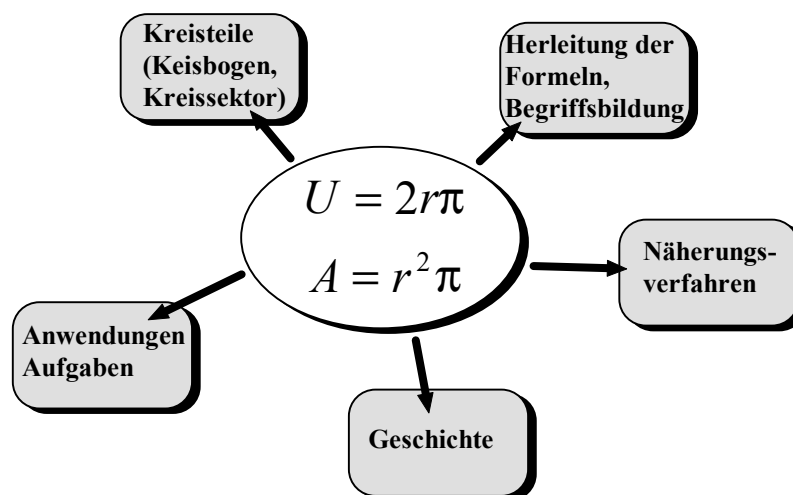 Kreisteile
(Keisbogen,
Kreissektor)
Herleitung der
Formeln,
Begriffsbildung
U = 2rπ
A = r²π
Näherungs-
verfahren
Anwendungen
Aufgaben
Geschichte